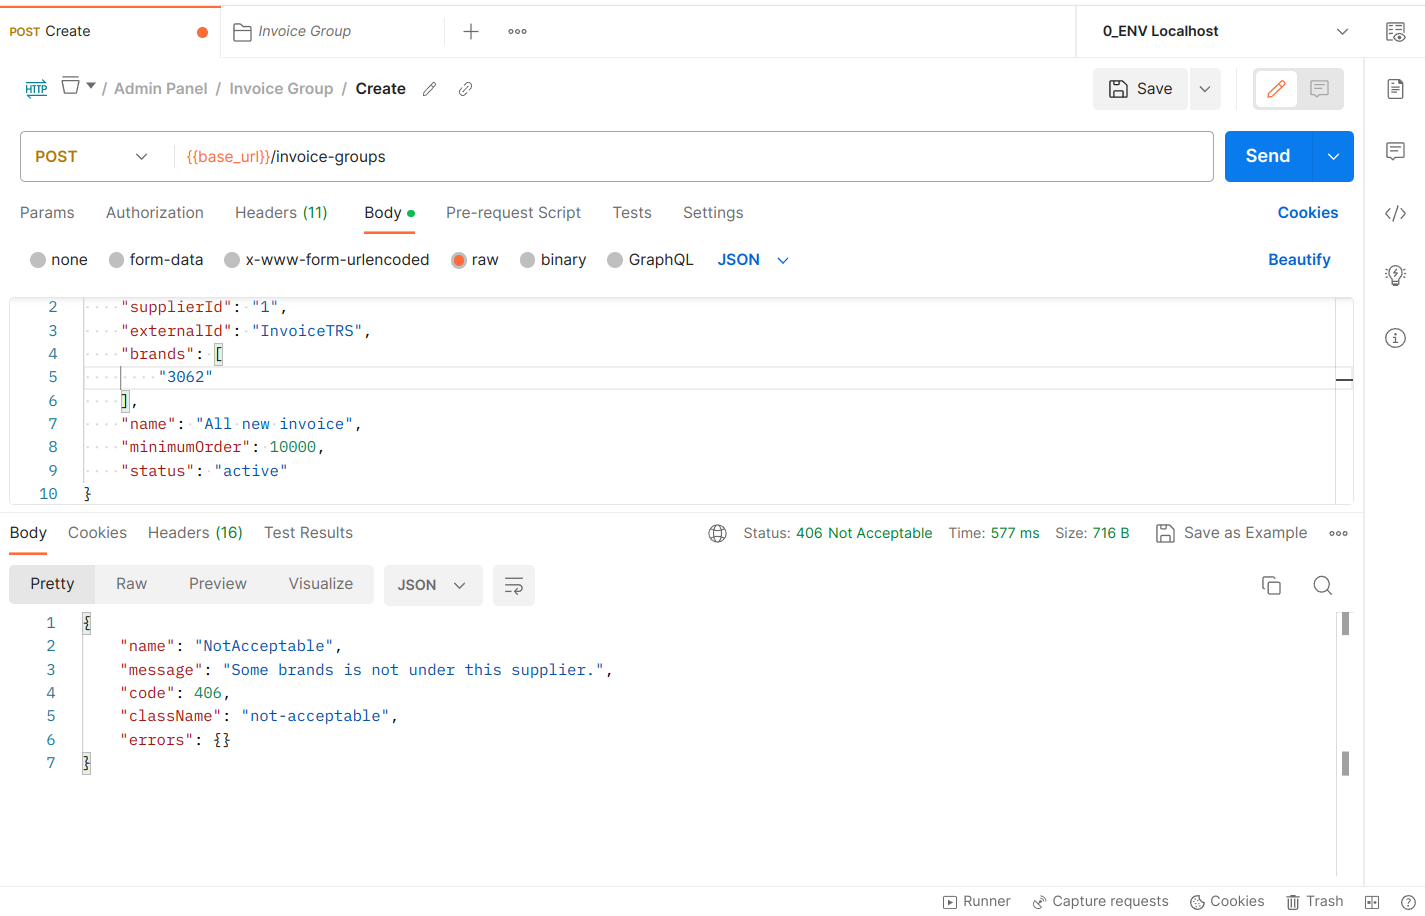 POST Create
Invoice Group
0_ENV Localhost
HTTP / Admin Panel / Invoice Group / Create
Save
POST {{base_url}}/invoice-groups
Send
Params Authorization Headers (11) Body Pre-request Script Tests Settings Cookies
none form-data x-www-form-urlencoded raw binary GraphQL JSON Beautify
2 "supplierId": "1",
3 "externalId": "InvoiceTRS",
4 "brands": [
5 "3062"
6 ],
7 "name": "All new invoice",
8 "minimumOrder": 10000,
9 "status": "active"
10 }
Body Cookies Headers (16) Test Results Status: 406 Not Acceptable Time: 577 ms Size: 716 B Save as Example
Pretty Raw Preview Visualize JSON
1 {
2 "name": "NotAcceptable",
3 "message": "Some brands is not under this supplier.",
4 "code": 406,
5 "className": "not-acceptable",
6 "errors": {}
7 }
Runner Capture requests Cookies Trash